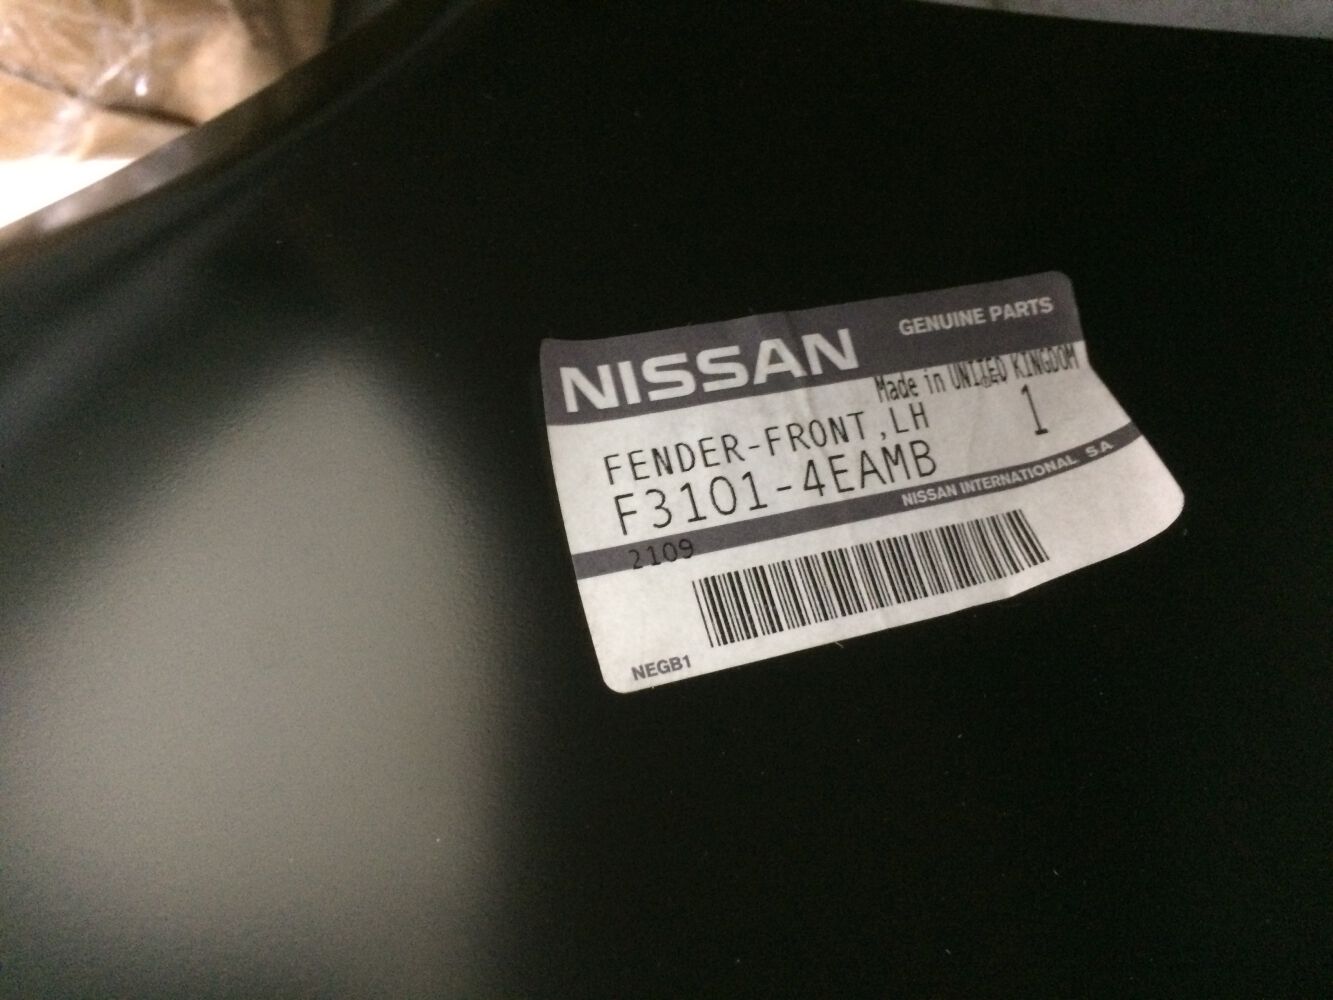 NISSAN GENUINE PARTS
Made in UNITED KINGDOM
FENDER-FRONT,LH 1
F3101-4EAMB
NISSAN INTERNATIONAL SA
2109
NEGB1